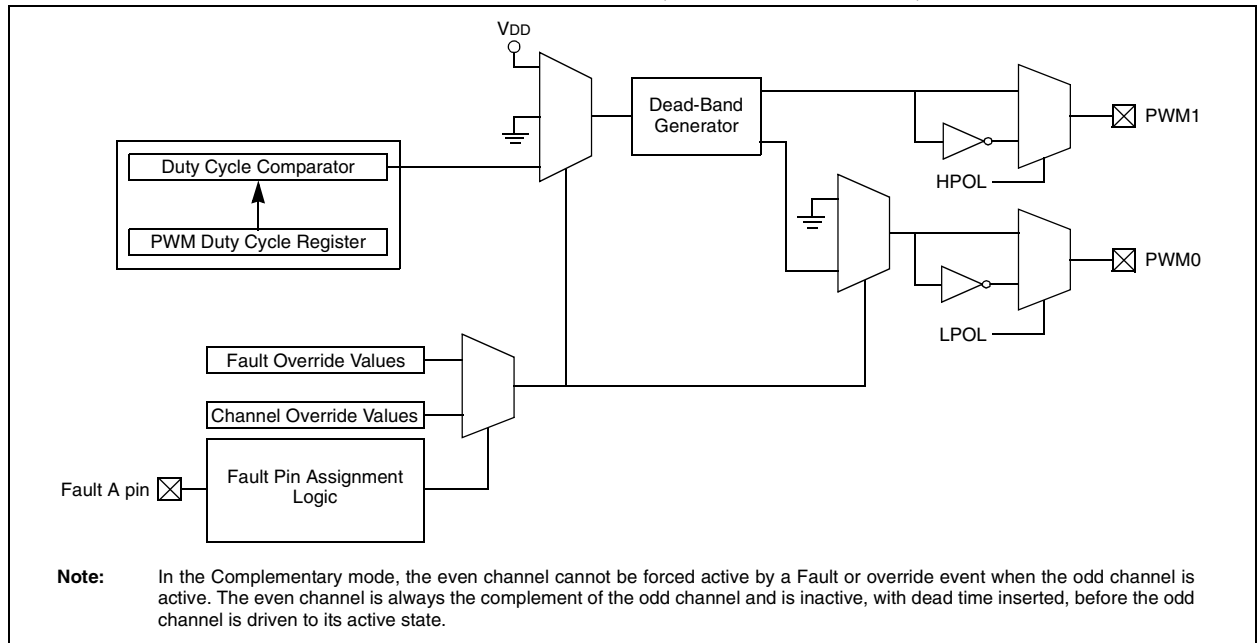 VDD
Dead-Band
Generator
PWM1
Duty Cycle Comparator
HPOL
PWM Duty Cycle Register
PWM0
LPOL
Fault Override Values
Channel Override Values
Fault A pin
Fault Pin Assignment
Logic
Note: In the Complementary mode, the even channel cannot be forced active by a Fault or override event when the odd channel is
active. The even channel is always the complement of the odd channel and is inactive, with dead time inserted, before the odd
channel is driven to its active state.